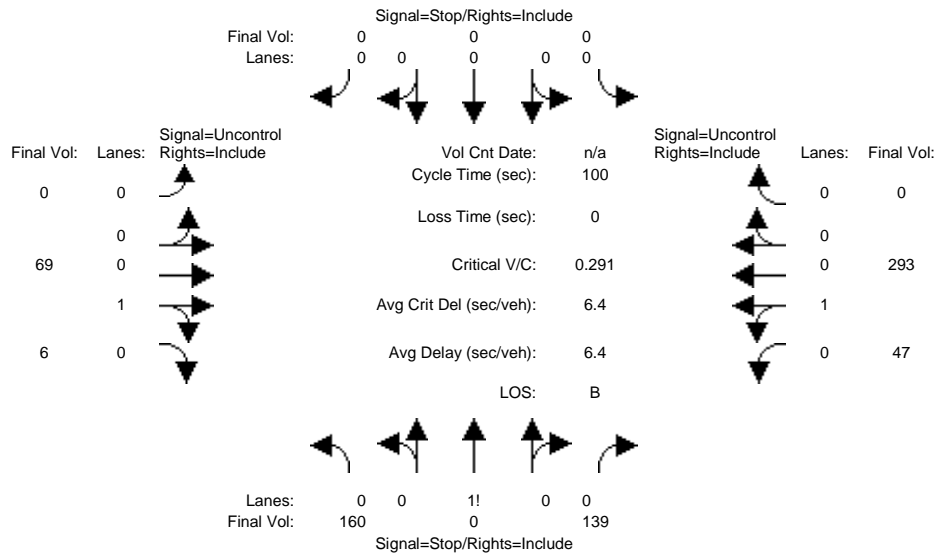 Signal=Stop/Rights=Include
Final Vol: 0 0 0
Lanes: 0 0 0 0 0
Signal=Uncontrol Signal=Uncontrol
Final Vol: Lanes: Rights=Include Vol Cnt Date: n/a Rights=Include Lanes: Final Vol:
Cycle Time (sec): 100
0 0 0 0
Loss Time (sec): 0
0 0
69 0 Critical V/C: 0.291 0 293
1 Avg Crit Del (sec/veh): 6.4 1
6 0 Avg Delay (sec/veh): 6.4 0 47
LOS: B
Lanes: 0 0 1! 0 0
Final Vol: 160 0 139
Signal=Stop/Rights=Include